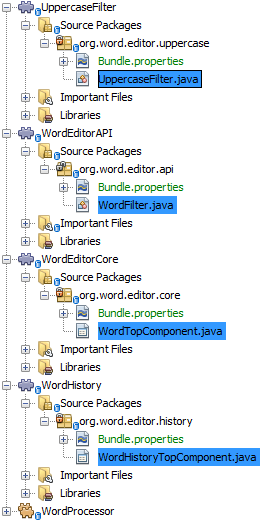 UppercaseFilter
Source Packages
org.word.editor.uppercase
Bundle.properties
UppercaseFilter.java
Important Files
Libraries
WordEditorAPI
Source Packages
org.word.editor.api
Bundle.properties
WordFilter.java
Important Files
Libraries
WordEditorCore
Source Packages
org.word.editor.core
Bundle.properties
WordTopComponent.java
Important Files
Libraries
WordHistory
Source Packages
org.word.editor.history
Bundle.properties
WordHistoryTopComponent.java
Important Files
Libraries
WordProcessor